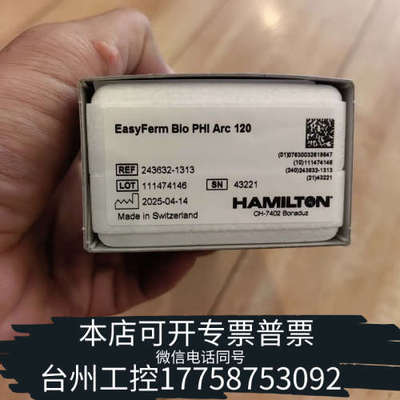 EasyFerm Bio PHI Arc 120
REF 243632-1313
LOT 111474146 SN 43221
2025-04-14
Made in Switzerland
(01)07630032618647
(10)111474146
(240)243632-1313
(21)43221
HAMILTON
CH-7402 Bonaduz
本店可开专票普票
微信电话同号
台州工控17758753092